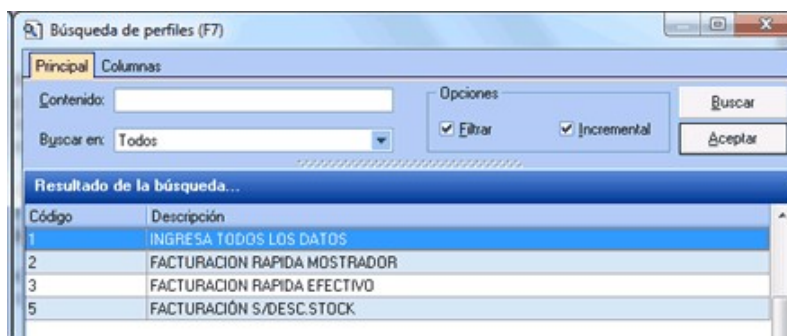 Búsqueda de perfiles (F7)
Principal Columnas
Contenido:
Opciones
Buscar
Buscar en: Todos
Filtrar
Incremental
Aceptar
Resultado de la búsqueda...
Código Descripción
1 INGRESA TODOS LOS DATOS
2 FACTURACION RAPIDA MOSTRADOR
3 FACTURACION RAPIDA EFECTIVO
5 FACTURACIÓN S/DESC.STOCK